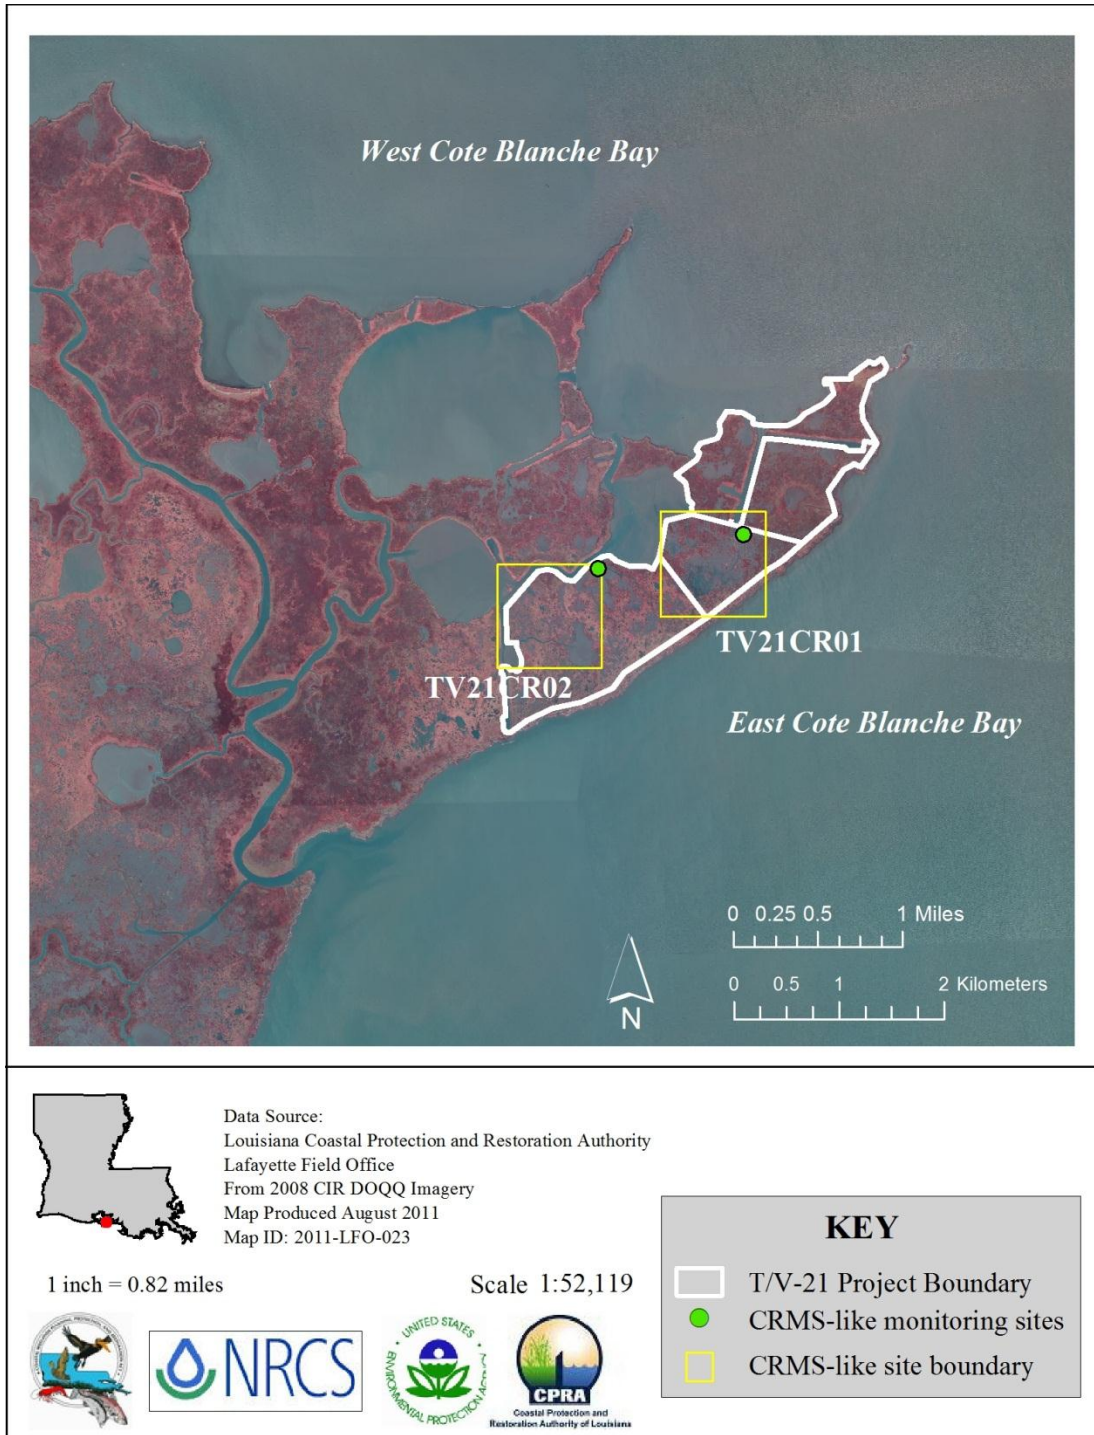 West Cote Blanche Bay
TV21CR01
TV21CR02
East Cote Blanche Bay
0 0.25 0.5 1 Miles
0 0.5 1 2 Kilometers
N
Data Source:
Louisiana Coastal Protection and Restoration Authority
Lafayette Field Office
From 2008 CIR DOQQ Imagery
Map Produced August 2011
Map ID: 2011-LFO-023
1 inch = 0.82 miles
Scale 1:52,119
KEY
T/V-21 Project Boundary
CRMS-like monitoring sites
CRMS-like site boundary
NRCS
UNITED STATES
ENVIRONMENTAL PROTECTION AGENCY
CPRA
Coastal Protection and
Restoration Authority of Louisiana